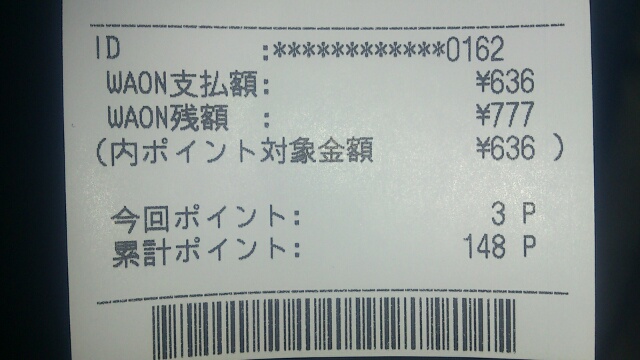 ID :************0162
WAON支払額: ¥636
WAON残額 : ¥777
(内ポイント対象金額 ¥636 )
今回ポイント: 3 P
累計ポイント: 148 P